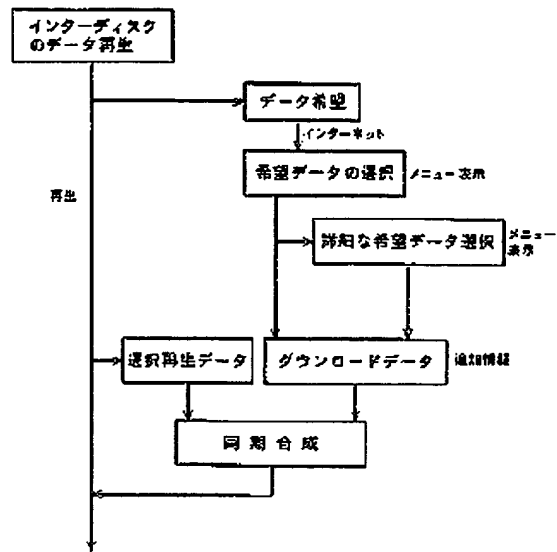 インターディスク
のデータ再生
データ希望
インターネット
希望データの選択
メニュー表示
再生
詳細な希望データ選択
メニュー
表示
選択再生データ
ダウンロードデータ
追加情報
同期合成